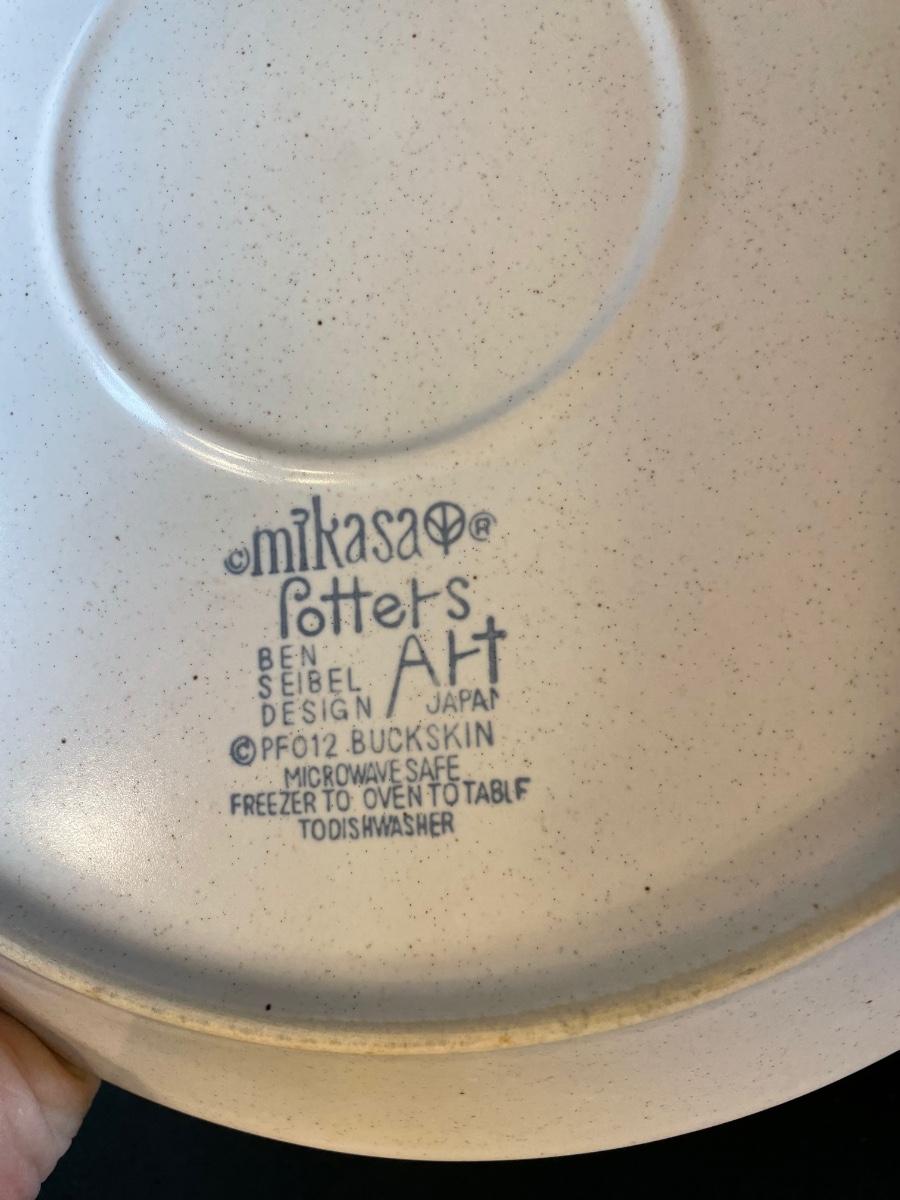 ©mikasa®
Potters
Art
BEN
SEIBEL
DESIGN
JAPAN
©PF012 BUCKSKIN
MICROWAVE SAFE
FREEZER TO OVEN TO TABLE
TO DISHWASHER